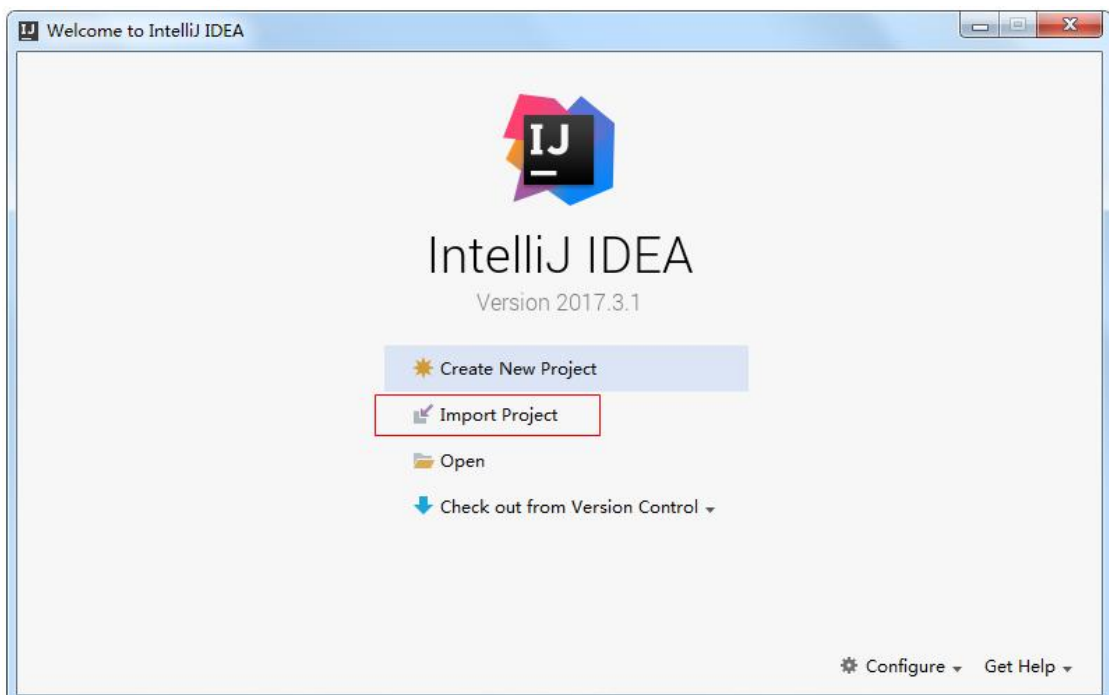 Welcome to IntelliJ IDEA
IJ
IntelliJ IDEA
Version 2017.3.1
Create New Project
Import Project
Open
Check out from Version Control
Configure Get Help